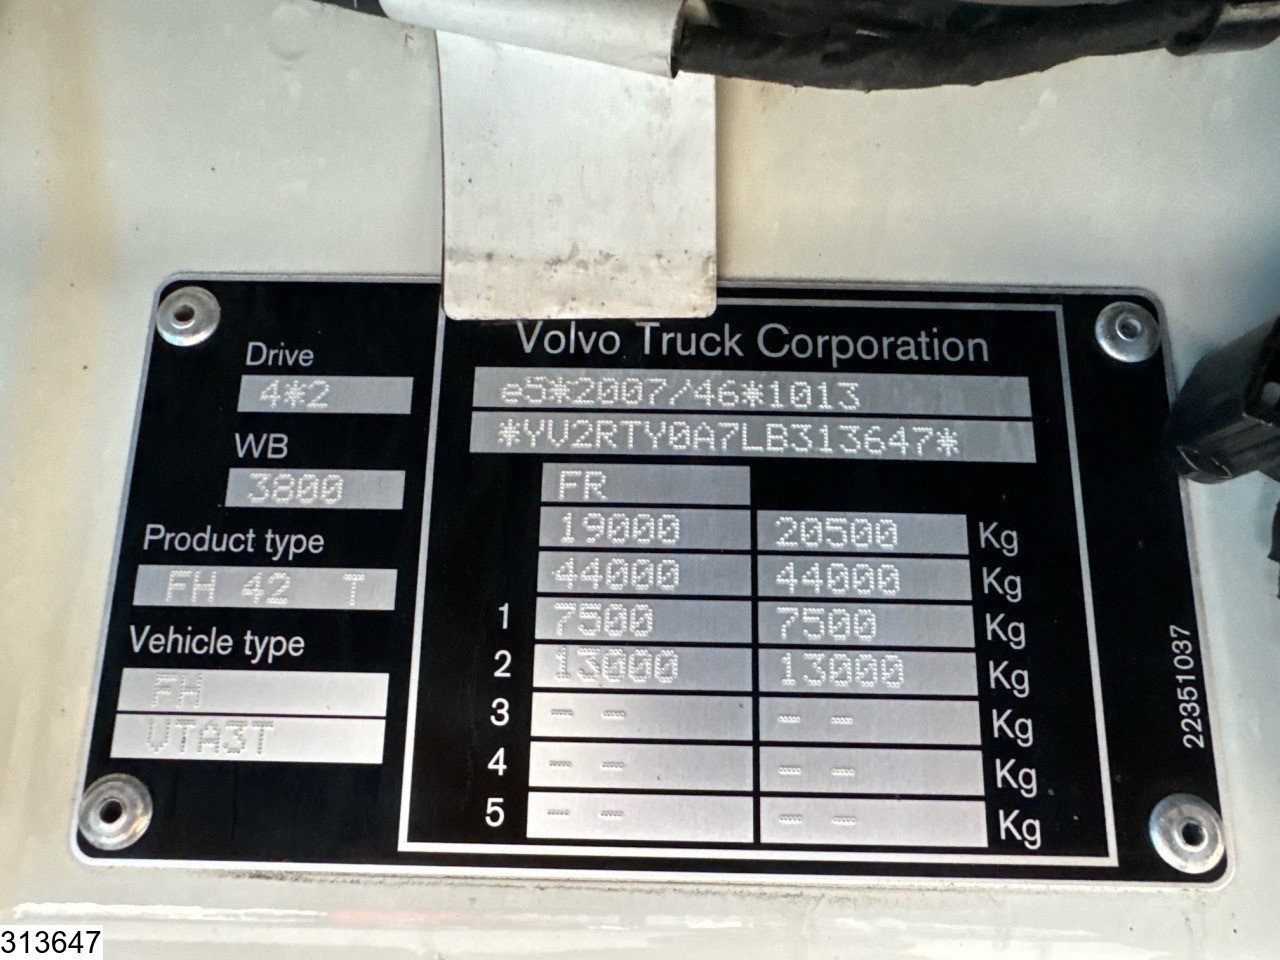 Volvo Truck Corporation
Drive
4*2
WB
3800
Product type
FH 42 T
Vehicle type
FH
VTA3T
e5*2007/46*1013
*YV2RTY0A7LB313647*
FR
19000 20500 Kg
44000 44000 Kg
1 7500 7500 Kg
2 13000 13000 Kg
3 -- -- -- -- Kg
4 -- -- -- -- Kg
5 -- -- -- -- Kg
22351037
313647